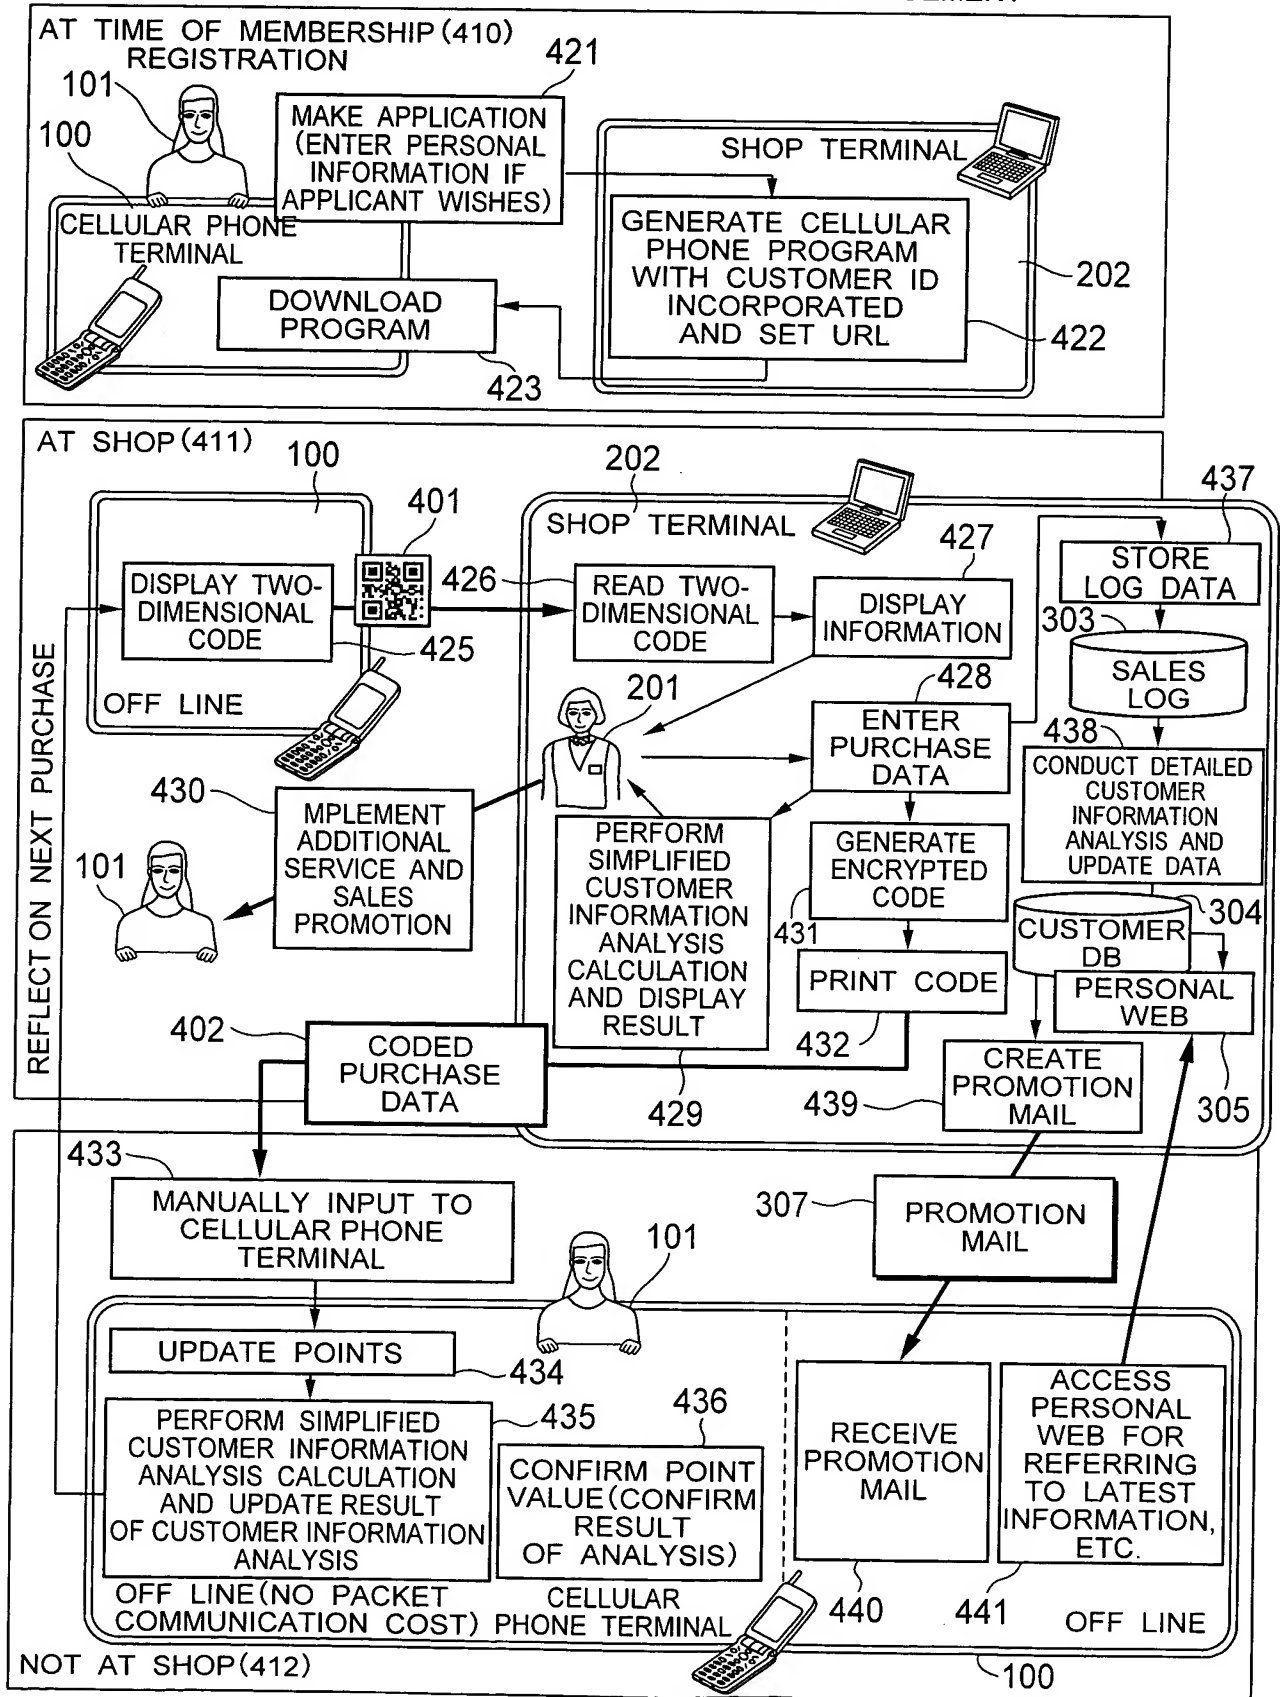 AT TIME OF MEMBERSHIP(410)
REGISTRATION
101
100
CELLULAR PHONE
TERMINAL
421
MAKE APPLICATION
(ENTER PERSONAL
INFORMATION IF
APPLICANT WISHES)
SHOP TERMINAL
GENERATE CELLULAR
PHONE PROGRAM
WITH CUSTOMER ID
INCORPORATED
AND SET URL
202
422
DOWNLOAD
PROGRAM
423
AT SHOP(411)
100
401
DISPLAY TWO-
DIMENSIONAL
CODE
425
OFF LINE
REFLECT ON NEXT PURCHASE
202
SHOP TERMINAL
426
READ TWO-
DIMENSIONAL
CODE
427
DISPLAY
INFORMATION
437
STORE
LOG DATA
303
SALES
LOG
201
428
ENTER
PURCHASE
DATA
438
CONDUCT DETAILED
CUSTOMER
INFORMATION
ANALYSIS AND
UPDATE DATA
430
MPLEMENT
ADDITIONAL
SERVICE AND
SALES
PROMOTION
101
PERFORM
SIMPLIFIED
CUSTOMER
INFORMATION
ANALYSIS
CALCULATION
AND DISPLAY
RESULT
429
GENERATE
ENCRYPTED
CODE
431
PRINT CODE
432
304
CUSTOMER
DB
PERSONAL
WEB
305
CREATE
PROMOTION
MAIL
439
402
CODED
PURCHASE
DATA
433
MANUALLY INPUT TO
CELLULAR PHONE
TERMINAL
307
PROMOTION
MAIL
101
UPDATE POINTS
434
PERFORM SIMPLIFIED
CUSTOMER INFORMATION
ANALYSIS CALCULATION
AND UPDATE RESULT
OF CUSTOMER INFORMATION
ANALYSIS
435
436
CONFIRM POINT
VALUE(CONFIRM
RESULT
OF ANALYSIS)
RECEIVE
PROMOTION
MAIL
440
ACCESS
PERSONAL
WEB FOR
REFERRING
TO LATEST
INFORMATION,
ETC.
441
OFF LINE(NO PACKET
COMMUNICATION COST)
CELLULAR
PHONE TERMINAL
OFF LINE
100
NOT AT SHOP(412)